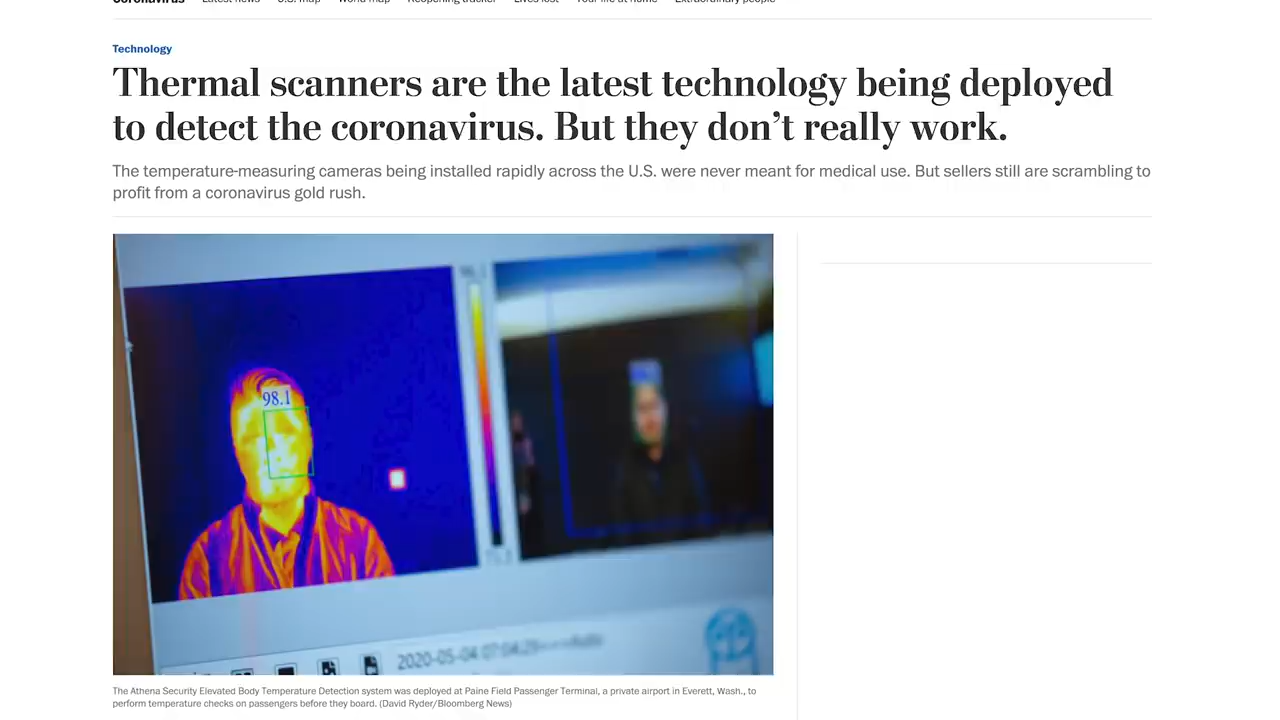 Coronavirus Latest news U.S. map World map Reopening tracker Lives lost Your life at home Extraordinary people
Technology
Thermal scanners are the latest technology being deployed
to detect the coronavirus. But they don’t really work.
The temperature-measuring cameras being installed rapidly across the U.S. were never meant for medical use. But sellers still are scrambling to
profit from a coronavirus gold rush.
98.1
2020-05-04 07:04:29
The Athena Security Elevated Body Temperature Detection system was deployed at Paine Field Passenger Terminal, a private airport in Everett, Wash., to
perform temperature checks on passengers before they board. (David Ryder/Bloomberg News)